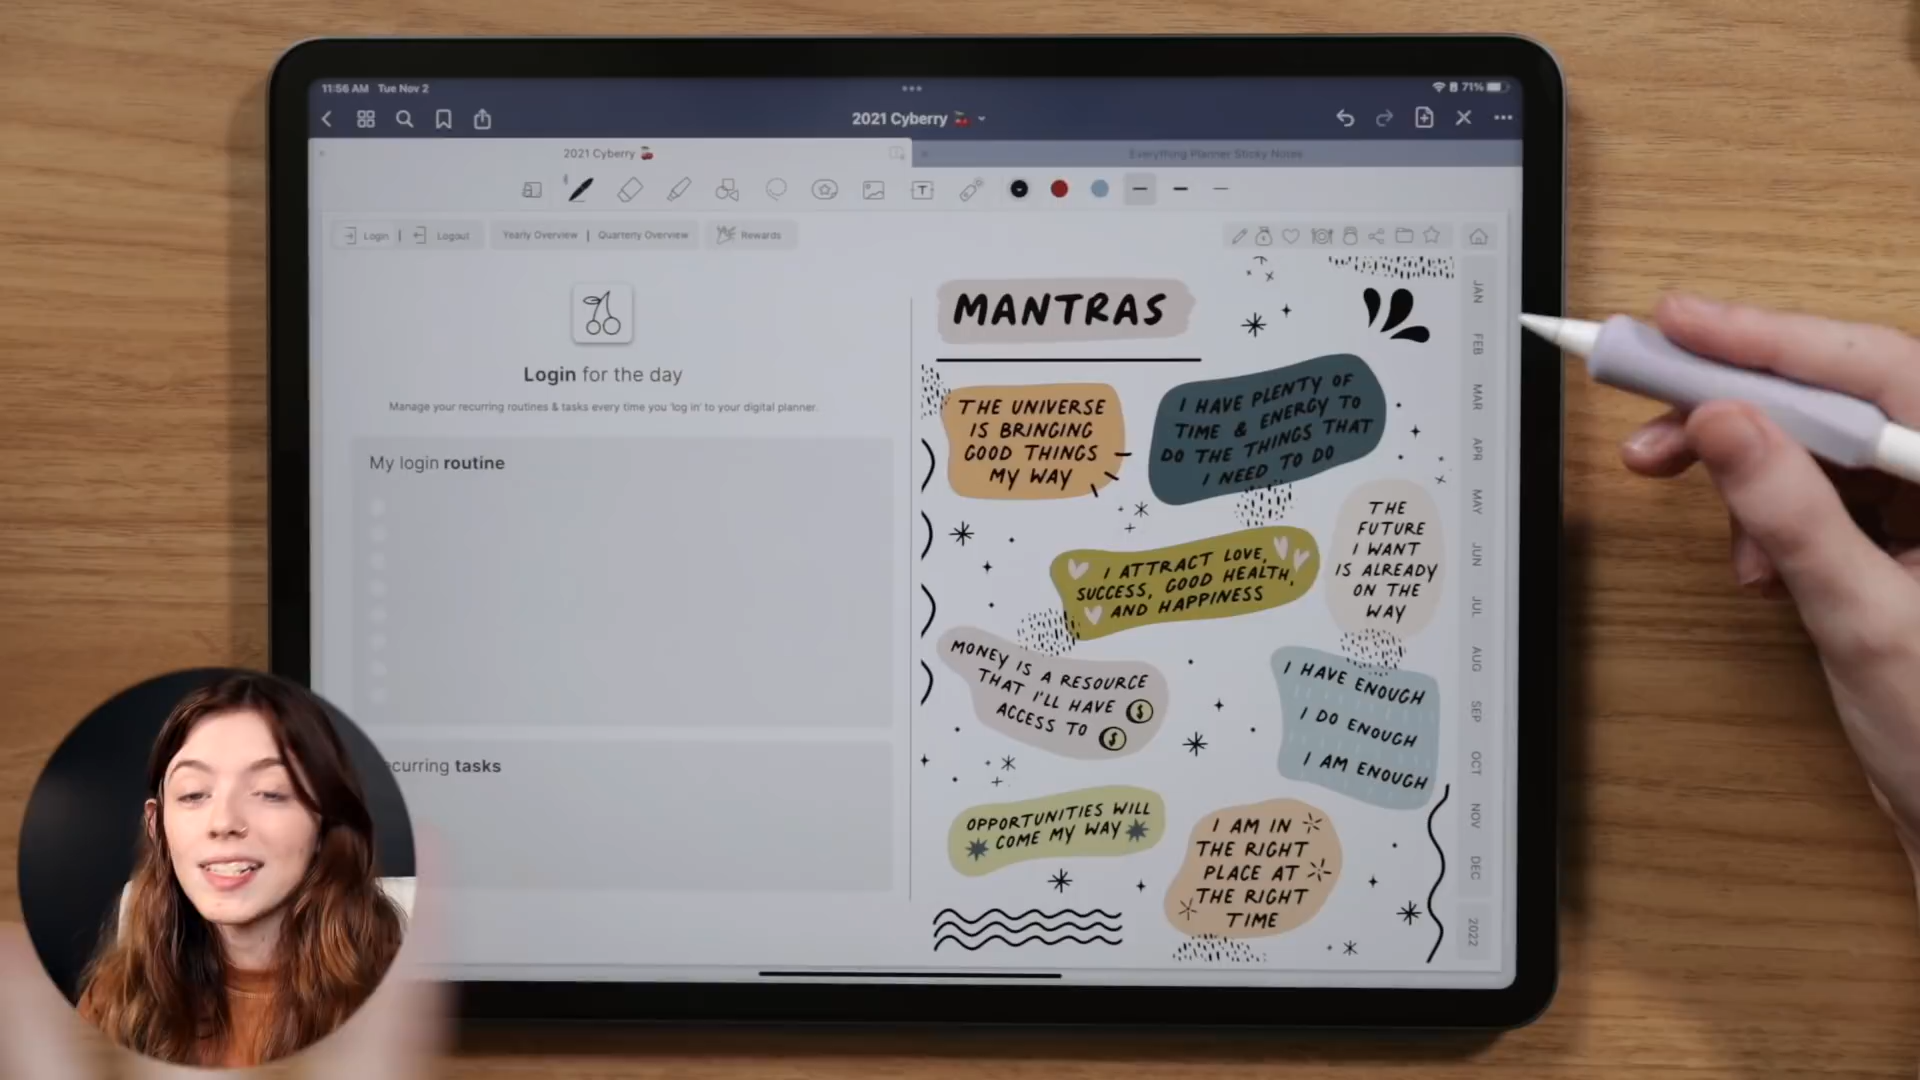 11:56 AM Tue Nov 2
71%
2021 Cyberry
2021 Cyberry
Everything Planner Sticky Notes
T
Login | Logout
Yearly Overview | Quarterly Overview
Rewards
Login for the day
Manage your recurring routines & tasks every time you 'log in' to your digital planner.
My login routine
ecurring tasks
MANTRAS
THE UNIVERSE
IS BRINGING
GOOD THINGS
MY WAY
I HAVE PLENTY OF
TIME & ENERGY TO
DO THE THINGS THAT
I NEED TO DO
THE
FUTURE
I WANT
IS ALREADY
ON THE
WAY
I ATTRACT LOVE,
SUCCESS, GOOD HEALTH,
AND HAPPINESS
MONEY IS A RESOURCE
THAT I'LL HAVE $
ACCESS TO $
I HAVE ENOUGH
I DO ENOUGH
I AM ENOUGH
OPPORTUNITIES WILL
COME MY WAY
I AM IN
THE RIGHT
PLACE AT
THE RIGHT
TIME
JAN
FEB
MAR
APR
MAY
JUN
JUL
AUG
SEP
OCT
NOV
DEC
2022